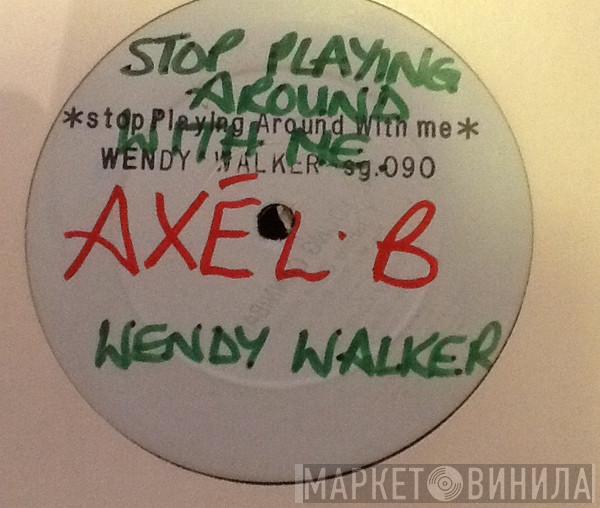 STOP PLAYING
AROUND
*stop Playing Around With me*
WITH ME.
WENDY WALKER sg.090
AXÉL·B
WENDY WALKER
МАРКЕТ ВИНИЛА